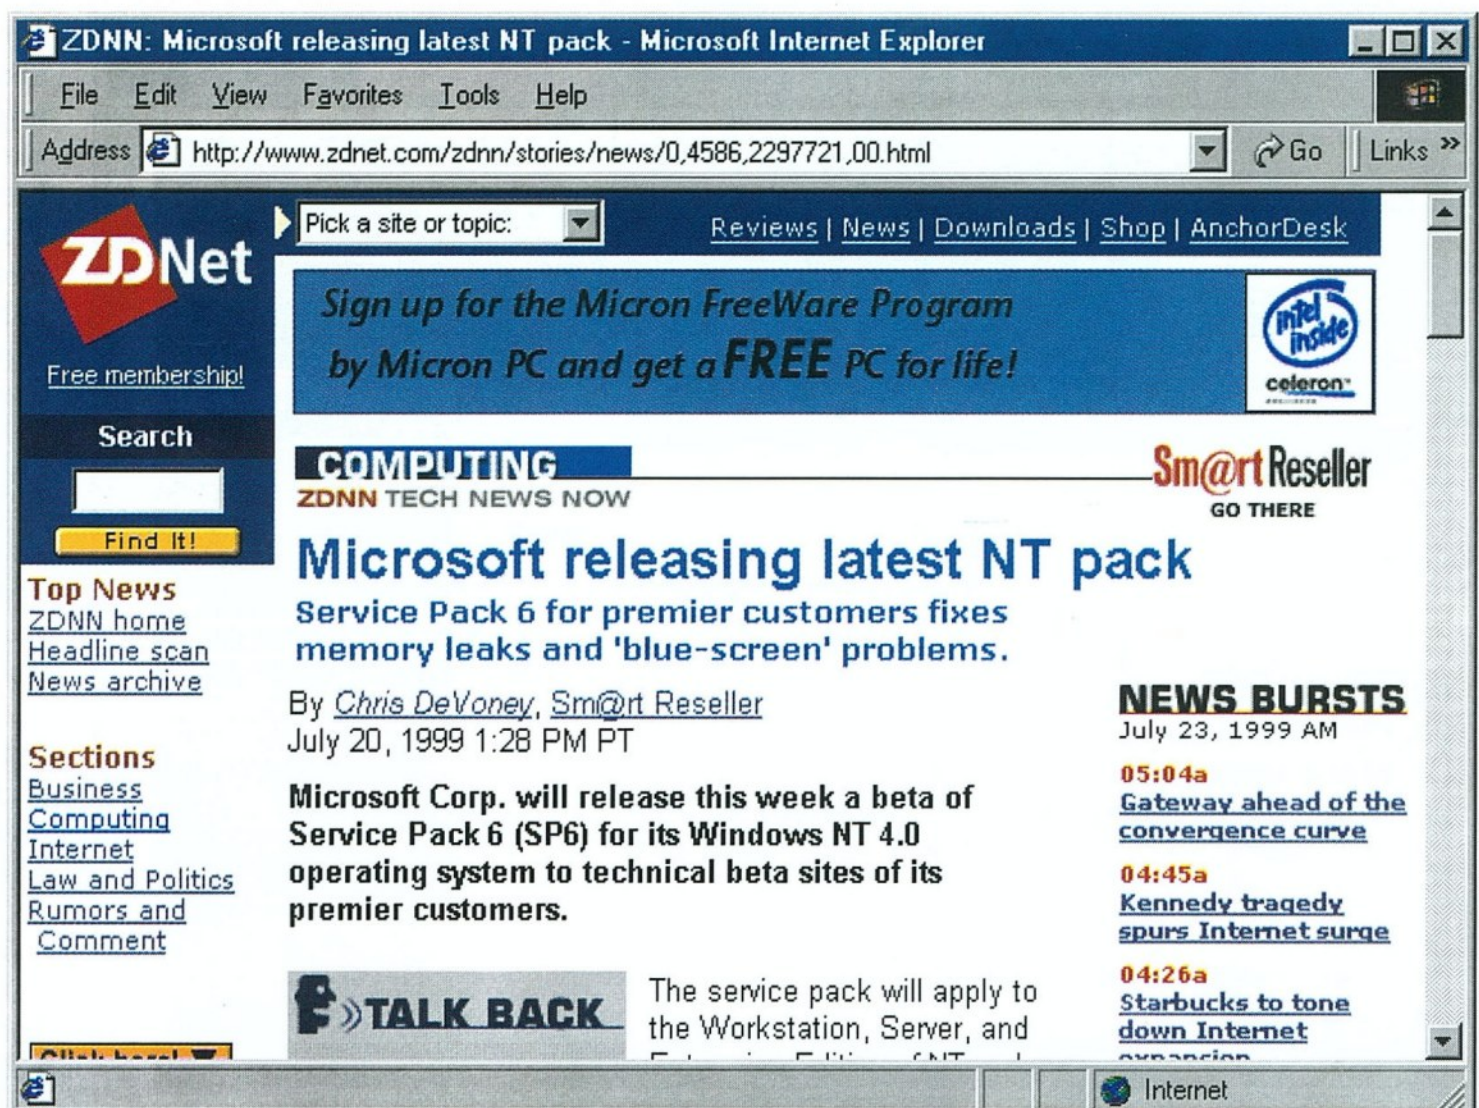 ZDNN: Microsoft releasing latest NT pack - Microsoft Internet Explorer
File Edit View Favorites Tools Help
Address http://www.zdnet.com/zdnn/stories/news/0,4586,2297721,00.html Go Links »
ZDNet
Free membership!
Search
Find It!
Top News
ZDNN home
Headline scan
News archive
Sections
Business
Computing
Internet
Law and Politics
Rumors and
Comment
Click here!
Pick a site or topic:
Reviews | News | Downloads | Shop | AnchorDesk
Sign up for the Micron FreeWare Program
by Micron PC and get a FREE PC for life!
intel
inside
celeron
COMPUTING
ZDNN TECH NEWS NOW
Sm@rt Reseller
GO THERE
Microsoft releasing latest NT pack
Service Pack 6 for premier customers fixes
memory leaks and 'blue-screen' problems.
By Chris DeVoney, Sm@rt Reseller
July 20, 1999 1:28 PM PT
Microsoft Corp. will release this week a beta of
Service Pack 6 (SP6) for its Windows NT 4.0
operating system to technical beta sites of its
premier customers.
»TALK BACK
The service pack will apply to
the Workstation, Server, and
NEWS BURSTS
July 23, 1999 AM
05:04a
Gateway ahead of the
convergence curve
04:45a
Kennedy tragedy
spurs Internet surge
04:26a
Starbucks to tone
down Internet
expansion
Internet